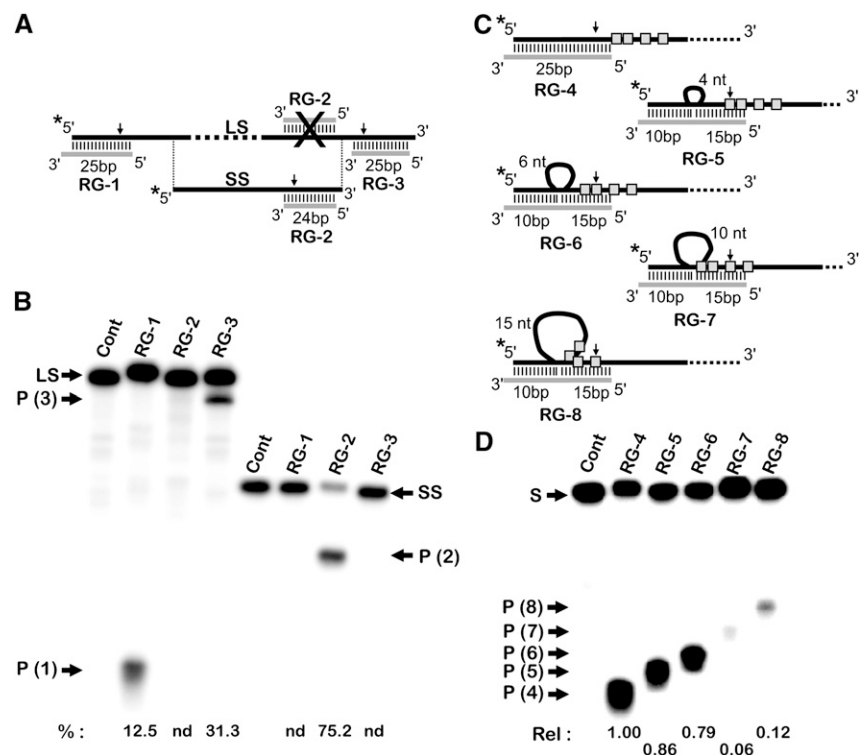 A
*5'
3' 25bp 5'
RG-1
LS
RG-2
3' 5'
X
3'
3' 25bp 5'
RG-3
*5'
SS
3'
3' 24bp 5'
RG-2
B
Cont RG-1 RG-2 RG-3
LS
P (3)
Cont RG-1 RG-2 RG-3
SS
P (2)
P (1)
% : 12.5 nd 31.3 nd 75.2 nd
C
*5' 3'
3' 25bp 5'
RG-4
4 nt
*5' 3'
3' 10bp 15bp 5'
RG-5
6 nt
*5' 3'
3' 10bp 15bp 5'
RG-6
10 nt
*5' 3'
3' 10bp 15bp 5'
RG-7
15 nt
*5' 3'
3' 10bp 15bp 5'
RG-8
D
Cont RG-4 RG-5 RG-6 RG-7 RG-8
S
P (8)
P (7)
P (6)
P (5)
P (4)
Rel : 1.00 0.86 0.79 0.06 0.12